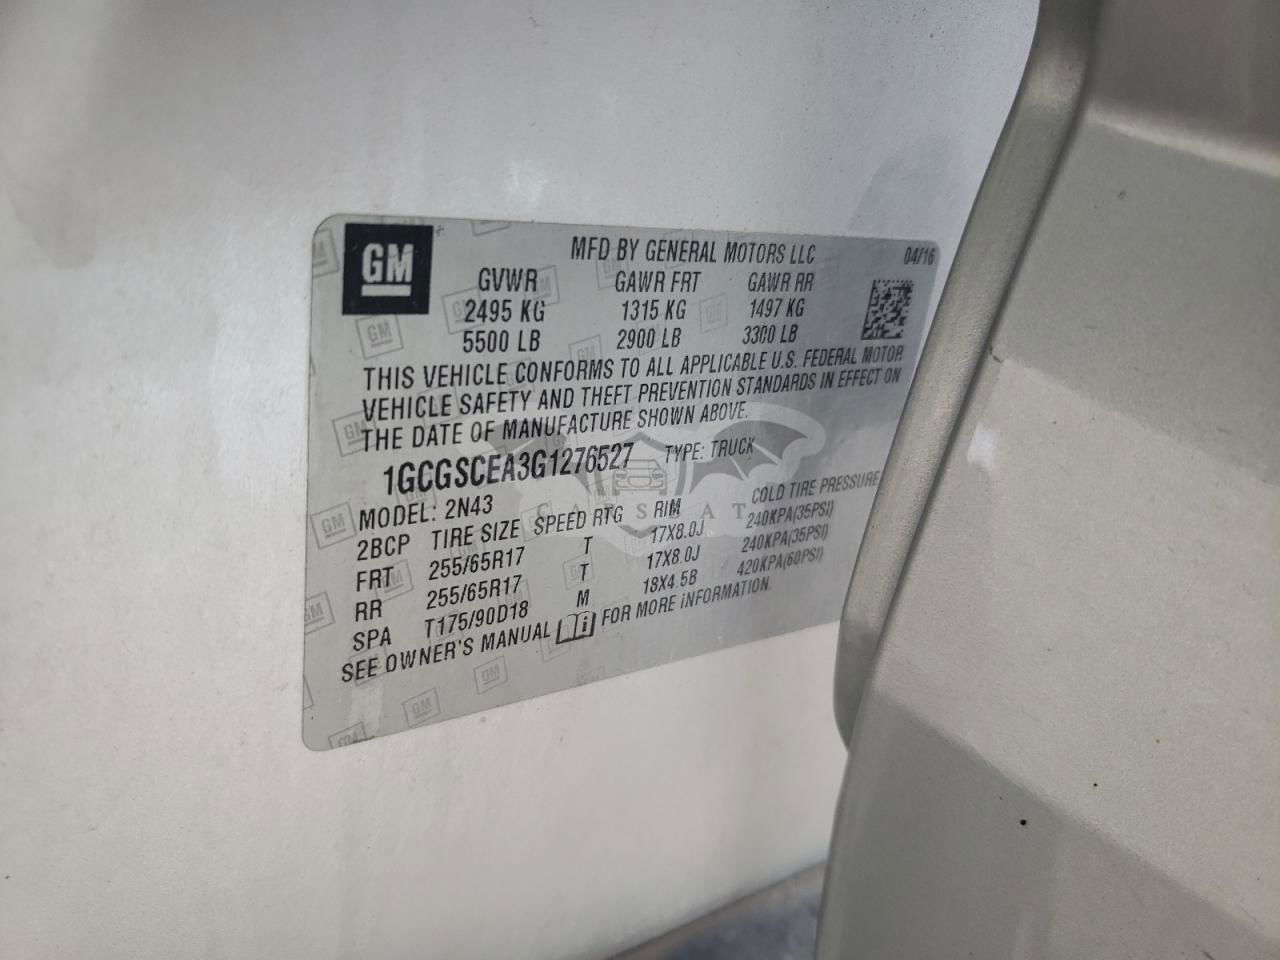 GM
MFD BY GENERAL MOTORS LLC 04/16
GVWR GAWR FRT GAWR RR
2495 KG 1315 KG 1497 KG
5500 LB 2900 LB 3300 LB
THIS VEHICLE CONFORMS TO ALL APPLICABLE U.S. FEDERAL MOTOR
VEHICLE SAFETY AND THEFT PREVENTION STANDARDS IN EFFECT ON
THE DATE OF MANUFACTURE SHOWN ABOVE.
1GCGSCEA3G1276527 TYPE: TRUCK
MODEL: 2N43
2BCP TIRE SIZE SPEED RTG RIM COLD TIRE PRESSURE
FRT 255/65R17 T 17X8.0J 240KPA(35PSI)
RR 255/65R17 T 17X8.0J 240KPA(35PSI)
SPA T175/90D18 M 18X4.5B 420KPA(60PSI)
SEE OWNER'S MANUAL i FOR MORE INFORMATION.